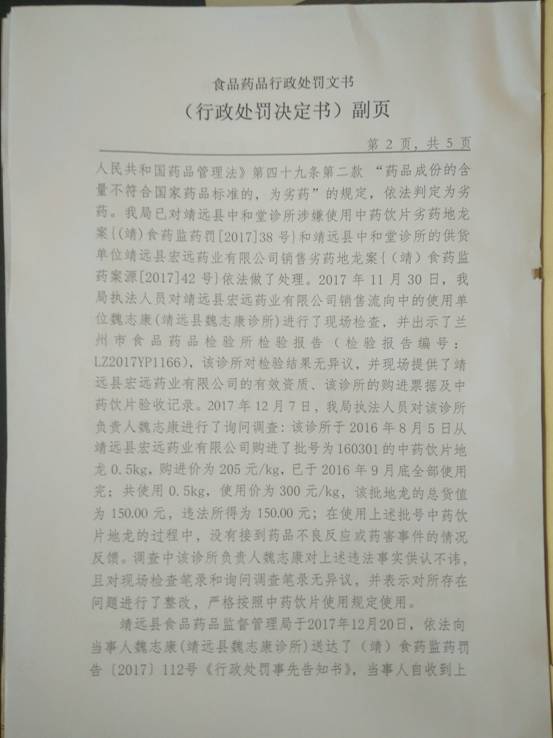 食品药品行政处罚文书
（行政处罚决定书）副页
第 2 页，共 5 页
人民共和国药品管理法》第四十九条第二款 “药品成份的含
量不符合国家药品标准的，为劣药”的规定，依法判定为劣
药。我局已对靖远县中和堂诊所涉嫌使用中药饮片劣药地龙
案{(靖)食药监药罚[2017]38 号}和靖远县中和堂诊所的供货
单位靖远县宏远药业有限公司销售劣药地龙案{（靖）食药监
药案源[2017]42 号}依法做了处理。2017 年 11 月 30 日，我
局执法人员对靖远县宏远药业有限公司销售流向中的使用单
位魏志康(靖远县魏志康诊所)进行了现场检查，并出示了兰
州市食品药品检验所检验报告（检验报告编号：
LZ2017YP1166)，该诊所对检验结果无异议，并现场提供了靖
远县宏远药业有限公司的有效资质、该诊所的购进票据及中
药饮片验收记录。2017 年 12 月 7 日，我局执法人员对该诊所
负责人魏志康进行了询问调查：该诊所于 2016 年 8 月 5 日从
靖远县宏远药业有限公司购进了批号为 160301 的中药饮片地
龙 0.5kg，购进价为 205 元/kg，已于 2016 年 9 月底全部使用
完；共使用 0.5kg，使用价为 300 元/kg，该批地龙的总货值
为 150.00 元，违法所得为 150.00 元；在使用上述批号中药饮
片地龙的过程中，没有接到药品不良反应或药害事件的情况
反馈。调查中该诊所负责人魏志康对上述违法事实供认不讳，
且对现场检查笔录和询问调查笔录无异议，并表示对所存在
问题进行了整改，严格按照中药饮片使用规定使用。
靖远县食品药品监督管理局于2017年12月20日，依法向
当事人魏志康(靖远县魏志康诊所)送达了（靖）食药监药罚
告〔2017〕112号《行政处罚事先告知书》，当事人自收到上